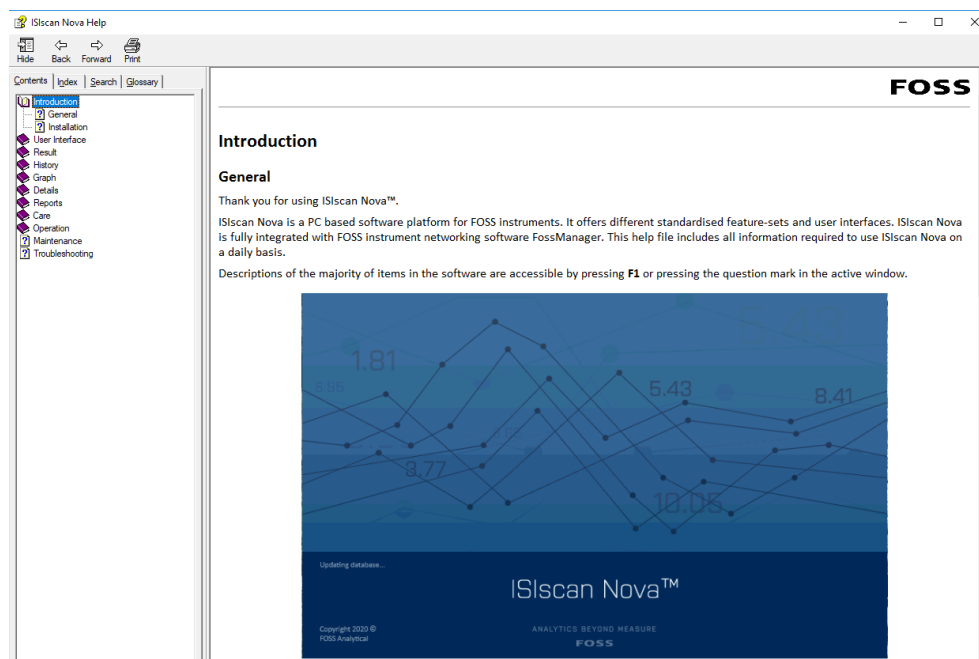 ISIscan Nova Help
Hide Back Forward Print
Contents Index Search Glossary
Introduction
General
Installation
User Interface
Result
History
Graph
Details
Reports
Care
Operation
Maintenance
Troubleshooting
FOSS
Introduction
General
Thank you for using ISIscan Nova™.
ISIscan Nova is a PC based software platform for FOSS instruments. It offers different standardised feature-sets and user interfaces. ISIscan Nova
is fully integrated with FOSS instrument networking software FossManager. This help file includes all information required to use ISIscan Nova on
a daily basis.
Descriptions of the majority of items in the software are accessible by pressing F1 or pressing the question mark in the active window.
1.81
5.43
8.41
3.77
10.05
Updating database...
ISIscan Nova™
Copyright 2020 ©
FOSS Analytical
ANALYTICS BEYOND MEASURE
FOSS